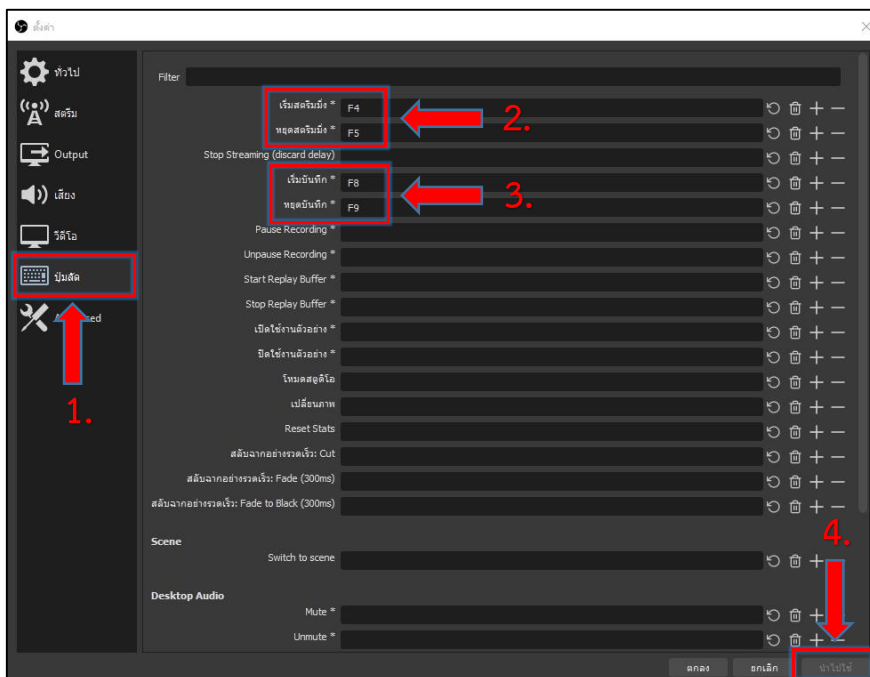 ตั้งค่า
ทั่วไป
สตรีม
Output
เสียง
วีดีโอ
ปุ่มลัด
1.
Filter
เริ่มสตรีมมิ่ง * F4
2.
หยุดสตรีมมิ่ง * F5
Stop Streaming (discard delay)
เริ่มบันทึก * F8
3.
หยุดบันทึก * F9
Pause Recording *
Unpause Recording *
Start Replay Buffer *
Stop Replay Buffer *
เปิดใช้งานตัวอย่าง *
ปิดใช้งานตัวอย่าง *
โหมดสตูดิโอ
เปลี่ยนภาพ
Reset Stats
สลับฉากอย่างรวดเร็ว: Cut
สลับฉากอย่างรวดเร็ว: Fade (300ms)
สลับฉากอย่างรวดเร็ว: Fade to Black (300ms)
4.
Scene
Switch to scene
Desktop Audio
Mute *
Unmute *
ตกลง ยกเลิก นำไปใช้